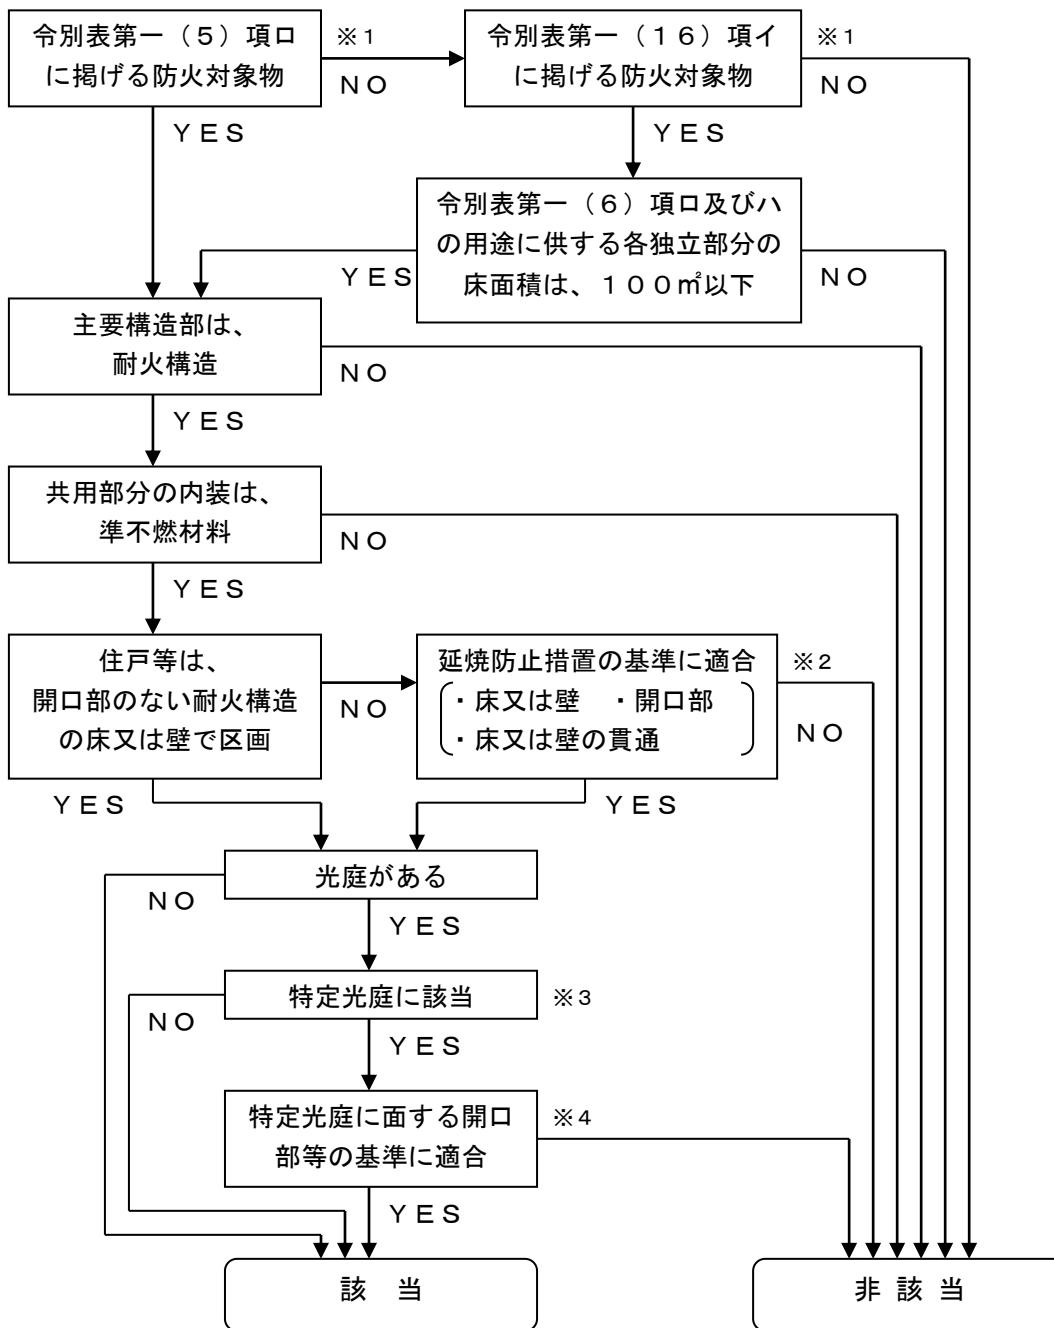 令別表第一（５）項ロ
に掲げる防火対象物
※1
NO
YES
令別表第一（１６）項イ
に掲げる防火対象物
※1
NO
YES
令別表第一（６）項ロ及びハ
の用途に供する各独立部分の
床面積は、１００㎡以下
YES
NO
主要構造部は、
耐火構造
NO
YES
共用部分の内装は、
準不燃材料
NO
YES
住戸等は、
開口部のない耐火構造
の床又は壁で区画
NO
YES
延焼防止措置の基準に適合
・床又は壁　・開口部
・床又は壁の貫通
※2
NO
YES
光庭がある
NO
YES
特定光庭に該当
※3
NO
YES
特定光庭に面する開口
部等の基準に適合
※4
YES
該　当
非 該 当